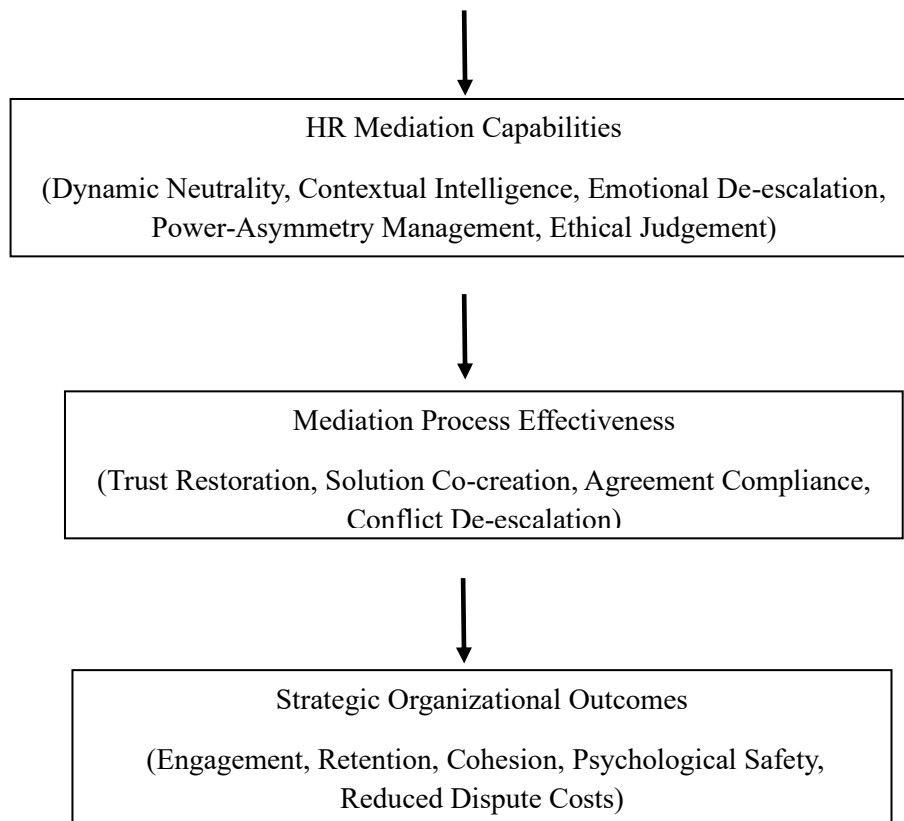 HR Mediation Capabilities
(Dynamic Neutrality, Contextual Intelligence, Emotional De-escalation,
Power-Asymmetry Management, Ethical Judgement)
Mediation Process Effectiveness
(Trust Restoration, Solution Co-creation, Agreement Compliance,
Conflict De-escalation)
Strategic Organizational Outcomes
(Engagement, Retention, Cohesion, Psychological Safety,
Reduced Dispute Costs)